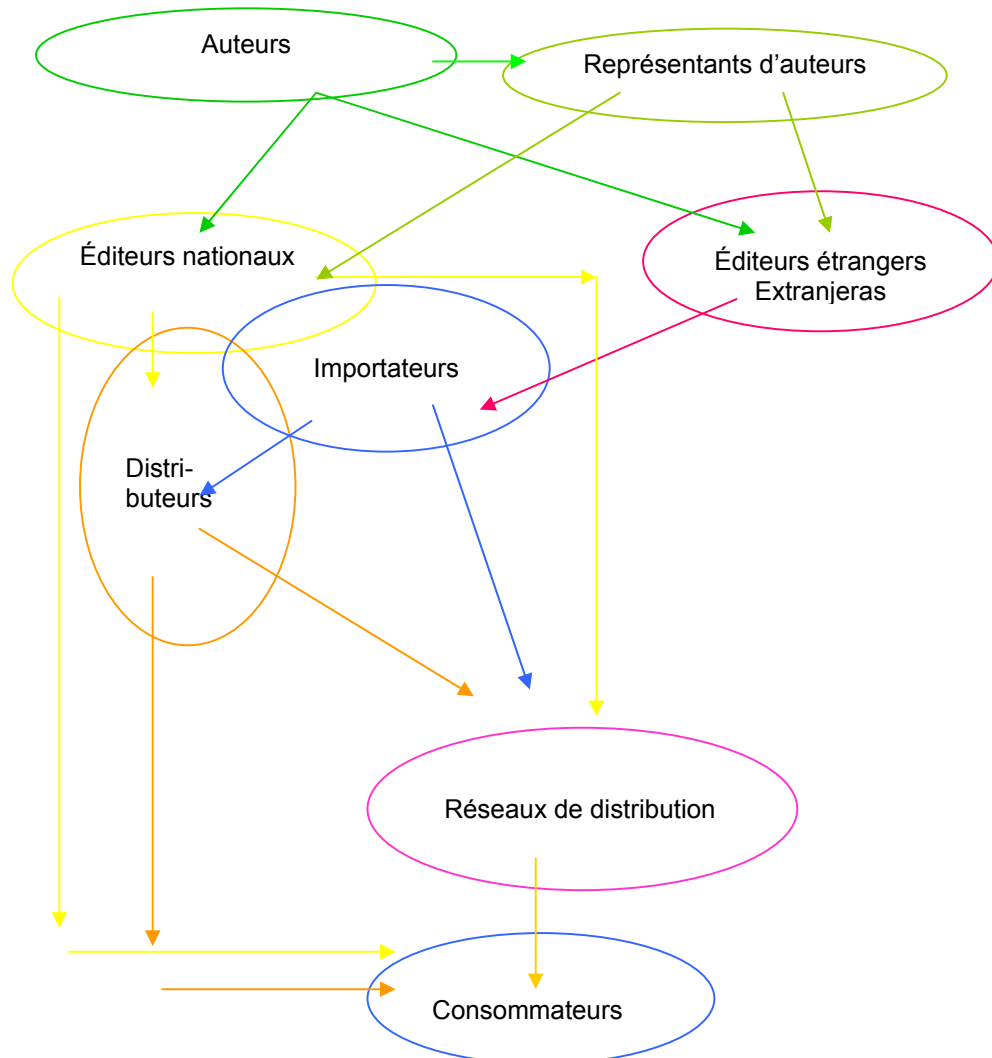 Auteurs
Représentants d’auteurs
Éditeurs nationaux
Éditeurs étrangers
Extranjeras
Importateurs
Distri-
buteurs
Réseaux de distribution
Consommateurs